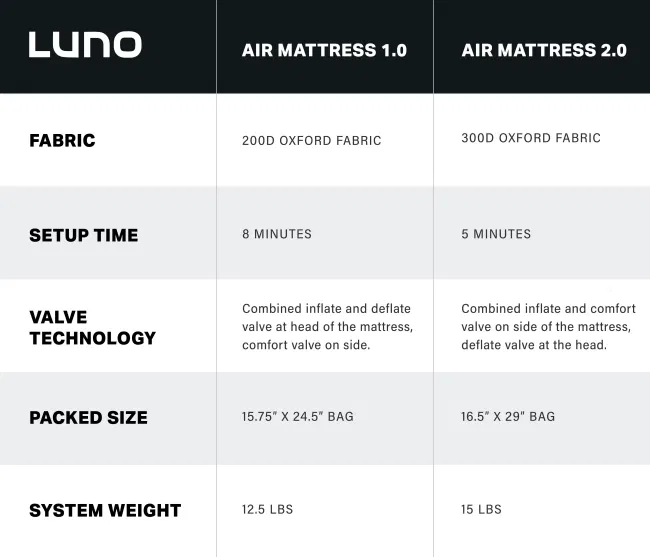 LUNO
AIR MATTRESS 1.0
AIR MATTRESS 2.0
FABRIC
200D OXFORD FABRIC
300D OXFORD FABRIC
SETUP TIME
8 MINUTES
5 MINUTES
VALVE
TECHNOLOGY
Combined inflate and deflate
valve at head of the mattress,
comfort valve on side.
Combined inflate and comfort
valve on side of the mattress,
deflate valve at the head.
PACKED SIZE
15.75" X 24.5" BAG
16.5" X 29" BAG
SYSTEM WEIGHT
12.5 LBS
15 LBS